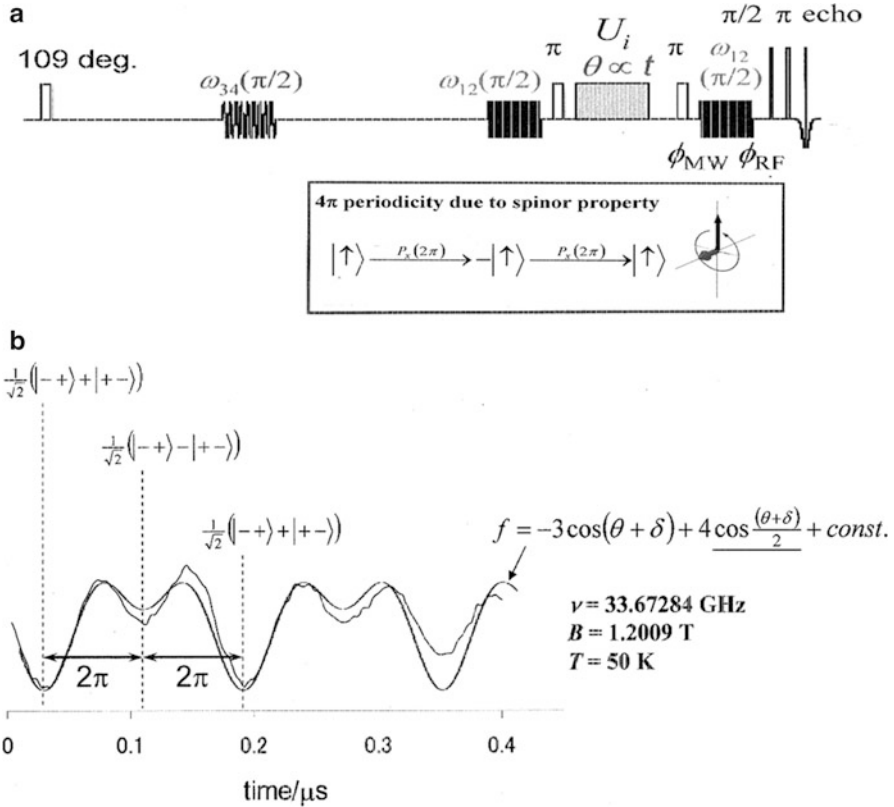 a
109 deg.
ω₃₄(π/2)
ω₁₂(π/2)
π
Uᵢ
θ ∝ t
π
ω₁₂
(π/2)
π/2 π echo
ϕMW ϕRF
4π periodicity due to spinor property
|↑⟩ —Pₓ(2π)→ −|↑⟩ —Pₓ(2π)→ |↑⟩
b
1/√2(|−+⟩+|+−⟩)
1/√2(|−+⟩−|+−⟩)
1/√2(|−+⟩+|+−⟩)
f = −3cos(θ+δ)+4cos (θ+δ)/2 + const.
ν = 33.67284 GHz
B = 1.2009 T
T = 50 K
2π 2π
0 0.1 0.2 0.3 0.4
time/μs